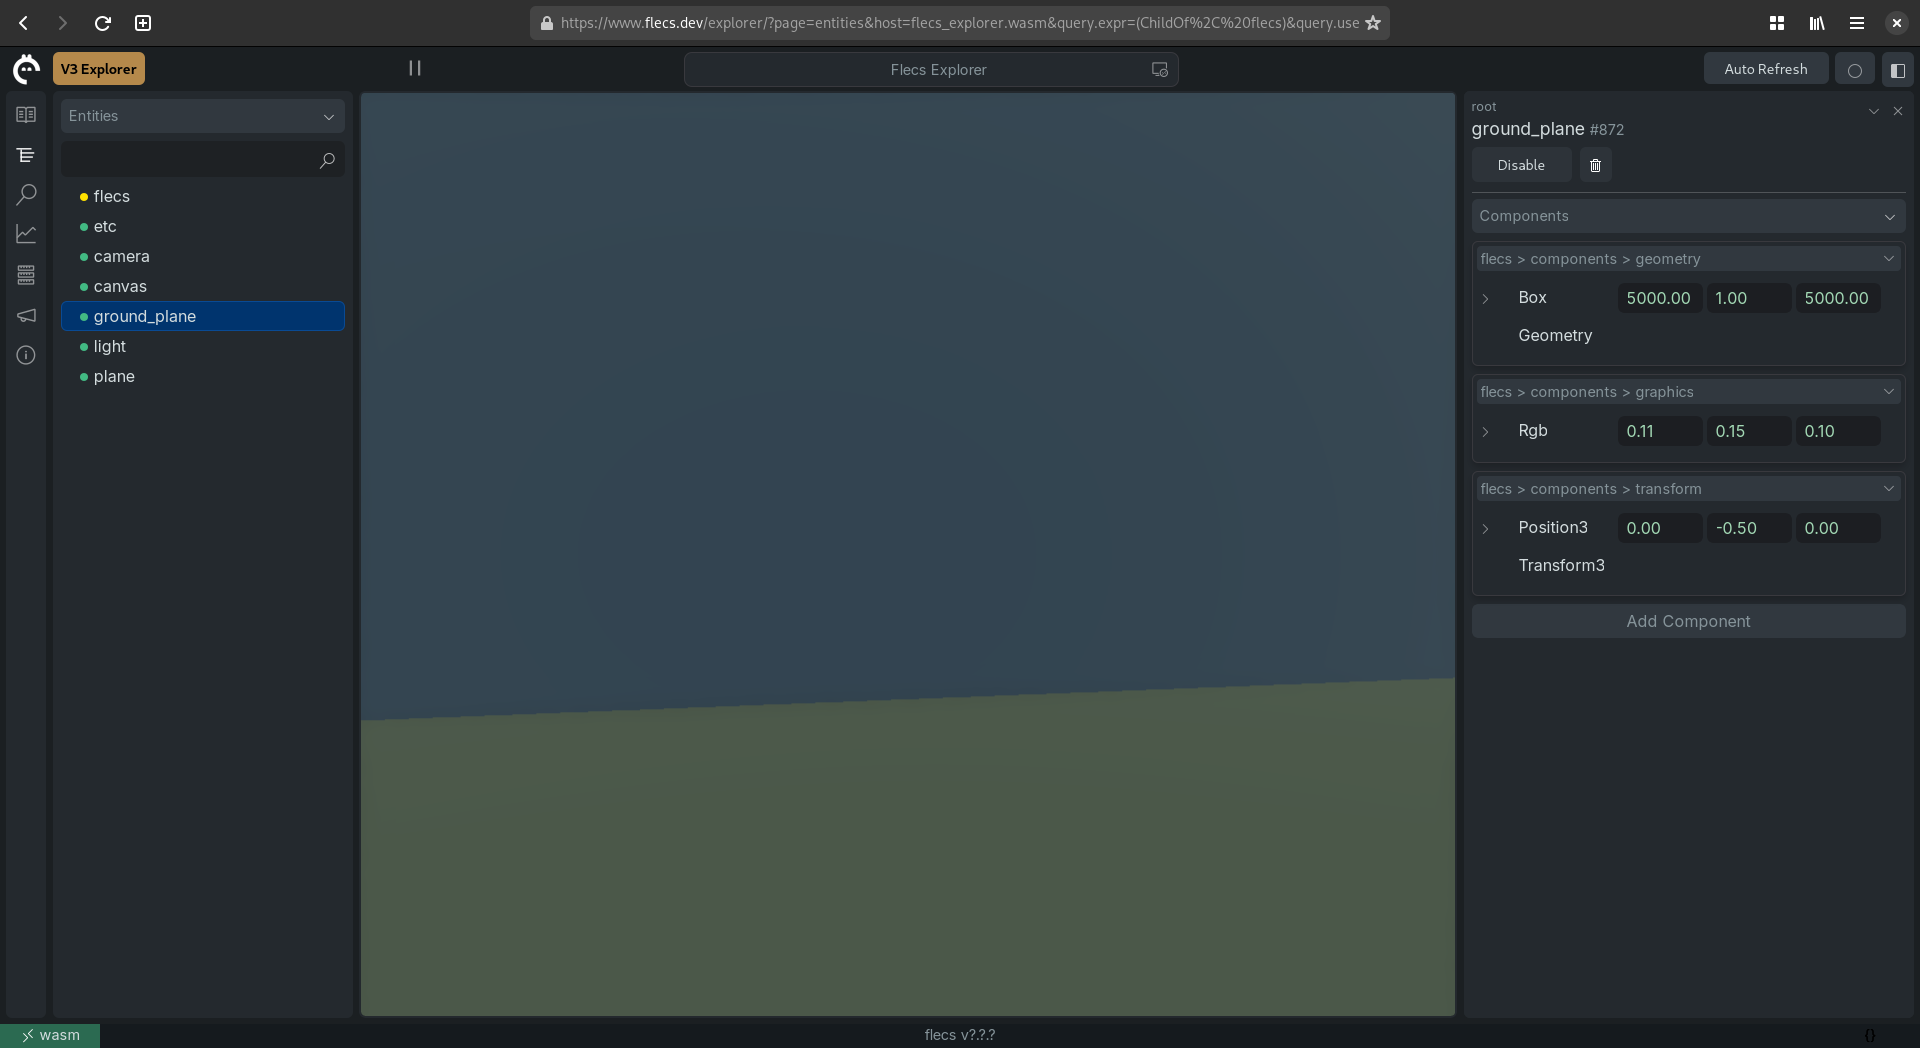 https://www.flecs.dev/explorer/?page=entities&host=flecs_explorer.wasm&query.expr=(ChildOf%2C%20flecs)&query.use
V3 Explorer
Flecs Explorer
Auto Refresh
Entities
flecs
etc
camera
canvas
ground_plane
light
plane
root
ground_plane #872
Disable
Components
flecs > components > geometry
Box 5000.00 1.00 5000.00
Geometry
flecs > components > graphics
Rgb 0.11 0.15 0.10
flecs > components > transform
Position3 0.00 -0.50 0.00
Transform3
Add Component
wasm
flecs v?.?.?
{}